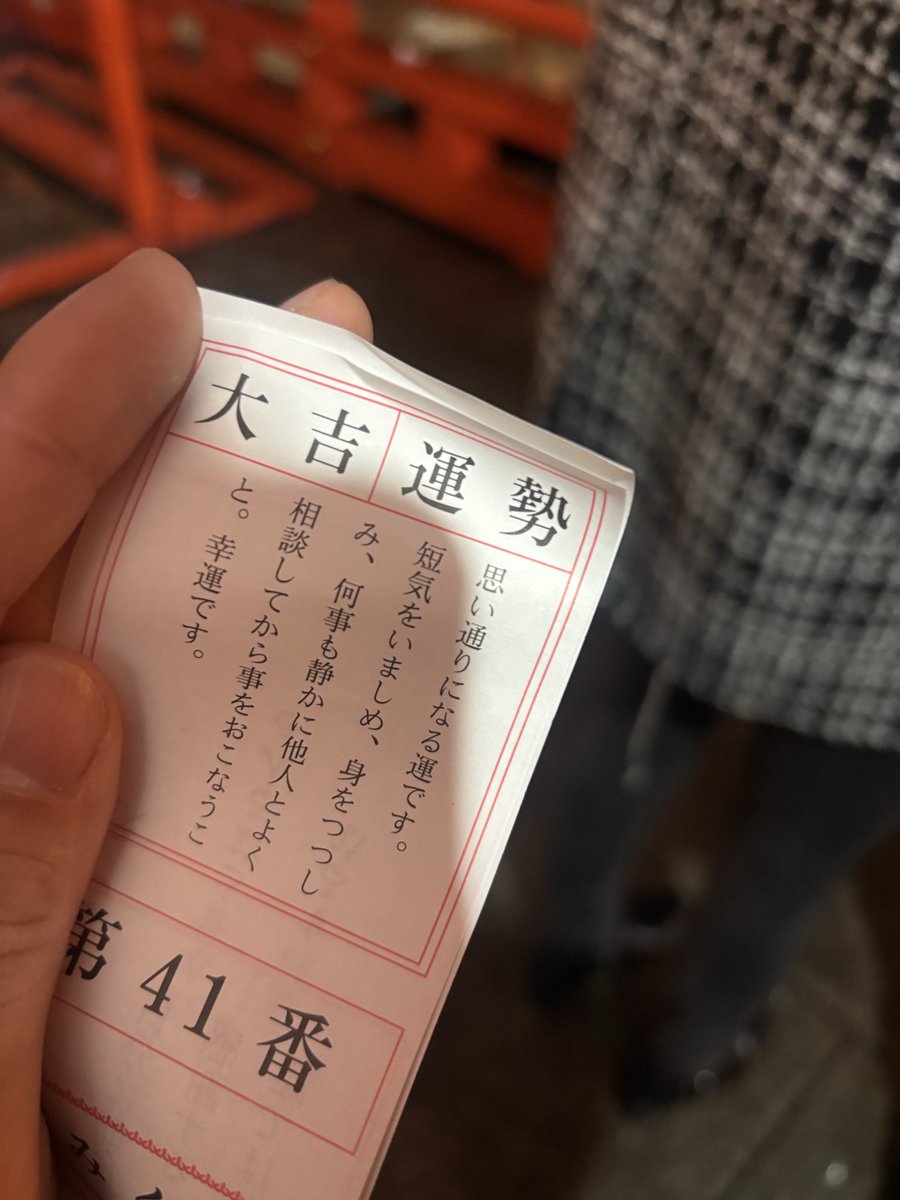 大吉 運勢
思い通りになる運です。
短気をいましめ、身をつつし
み、何事も静かに他人とよく
相談してから事をおこなうこ
と。幸運です。
第41番